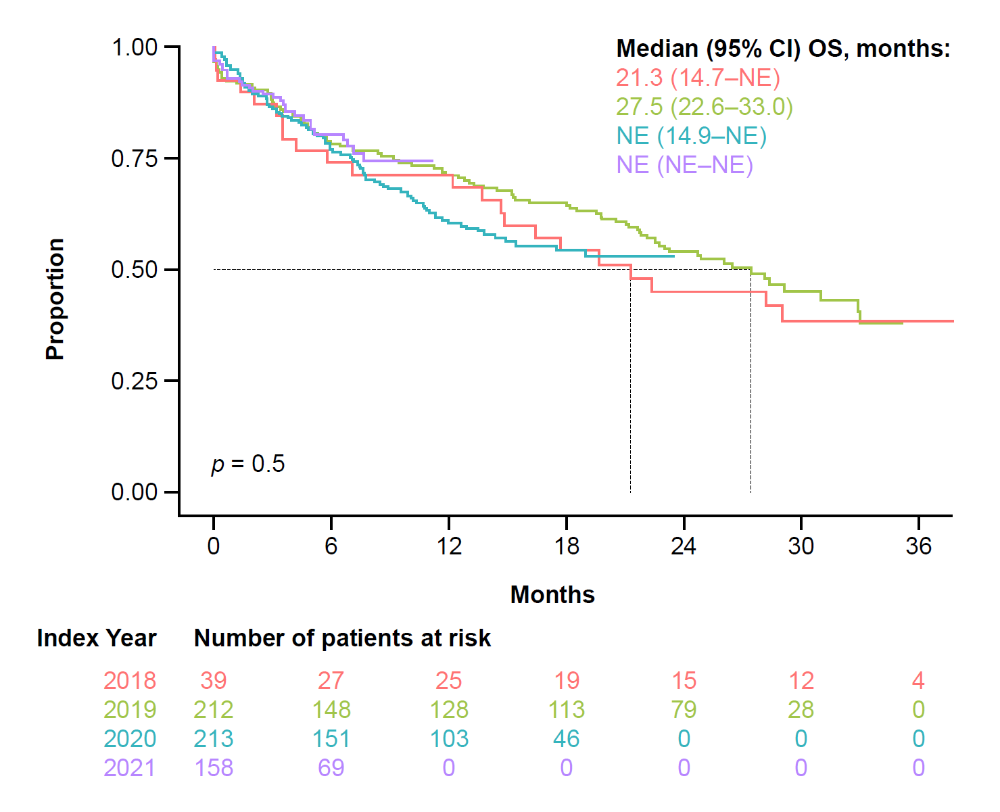 Median (95% CI) OS, months:
21.3 (14.7–NE)
27.5 (22.6–33.0)
NE (14.9–NE)
NE (NE–NE)
1.00
0.75
0.50
0.25
0.00
Proportion
p = 0.5
0 6 12 18 24 30 36
Months
Index Year Number of patients at risk
2018 39 27 25 19 15 12 4
2019 212 148 128 113 79 28 0
2020 213 151 103 46 0 0 0
2021 158 69 0 0 0 0 0